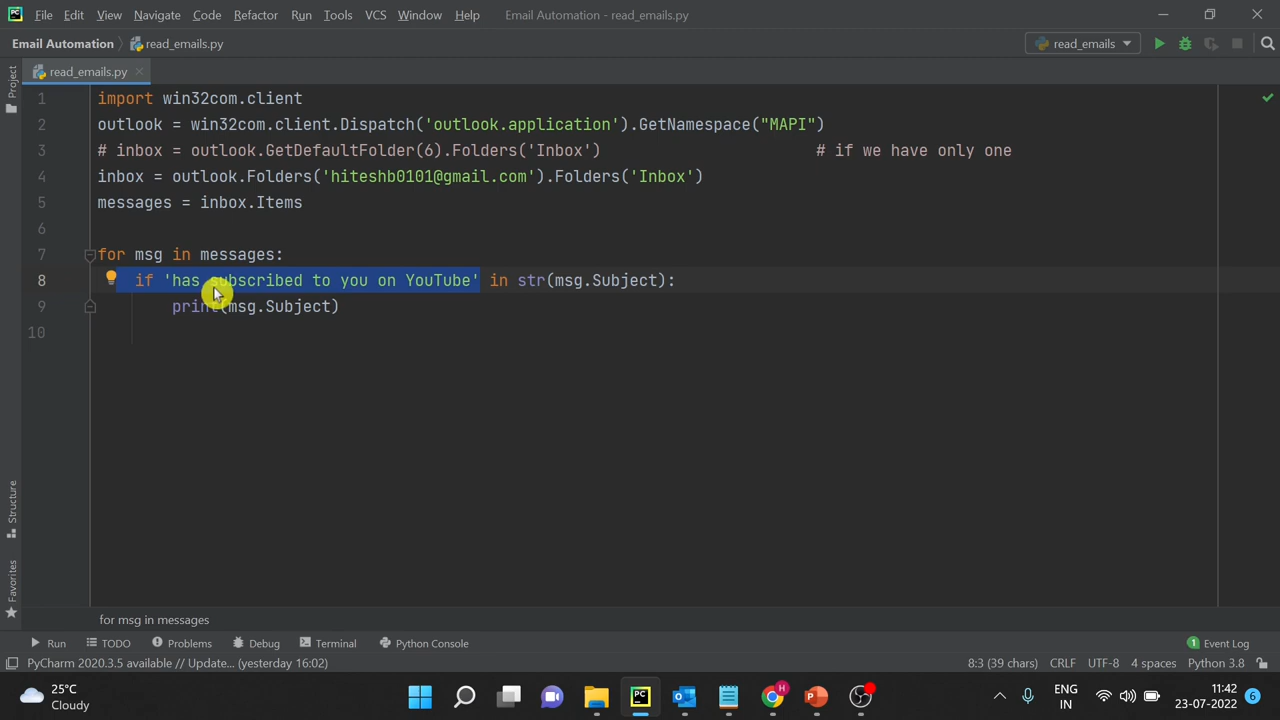 File Edit View Navigate Code Refactor Run Tools VCS Window Help Email Automation - read_emails.py
Email Automation read_emails.py read_emails
read_emails.py
Project
1 import win32com.client
2 outlook = win32com.client.Dispatch('outlook.application').GetNamespace("MAPI")
3 # inbox = outlook.GetDefaultFolder(6).Folders('Inbox') # if we have only one
4 inbox = outlook.Folders('hiteshb0101@gmail.com').Folders('Inbox')
5 messages = inbox.Items
6
7 for msg in messages:
8 if 'has subscribed to you on YouTube' in str(msg.Subject):
9 print(msg.Subject)
10
Structure
Favorites
for msg in messages
Run TODO Problems Debug Terminal Python Console 1 Event Log
PyCharm 2020.3.5 available // Update... (yesterday 16:02) 8:3 (39 chars) CRLF UTF-8 4 spaces Python 3.8
25°C
Cloudy
PC
H
ENG
IN
11:42
23-07-2022
6